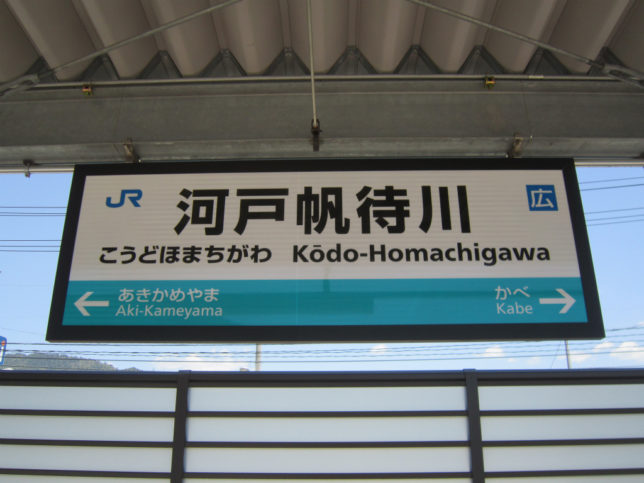 JR 河戸帆待川 広
こうどほまちがわ Kōdo-Homachigawa
← あきかめやま かべ →
Aki-Kameyama Kabe